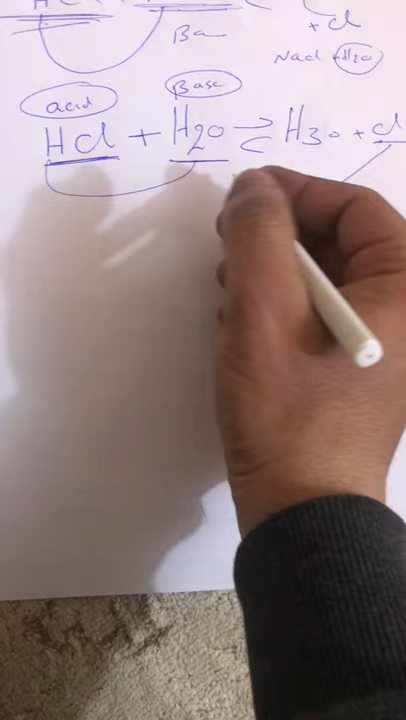 Ba
+ cl
Nacl + H2o
acid Base
Hcl + H2o ⇌ H3o + cl